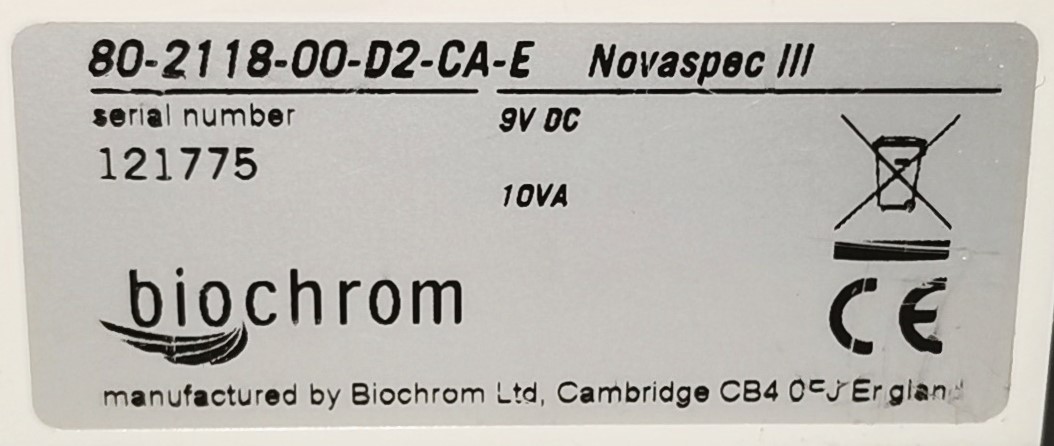 80-2118-00-D2-CA-E Novaspec III
serial number
121775
9V DC
10VA
biochrom
CE
manufactured by Biochrom Ltd, Cambridge CB4